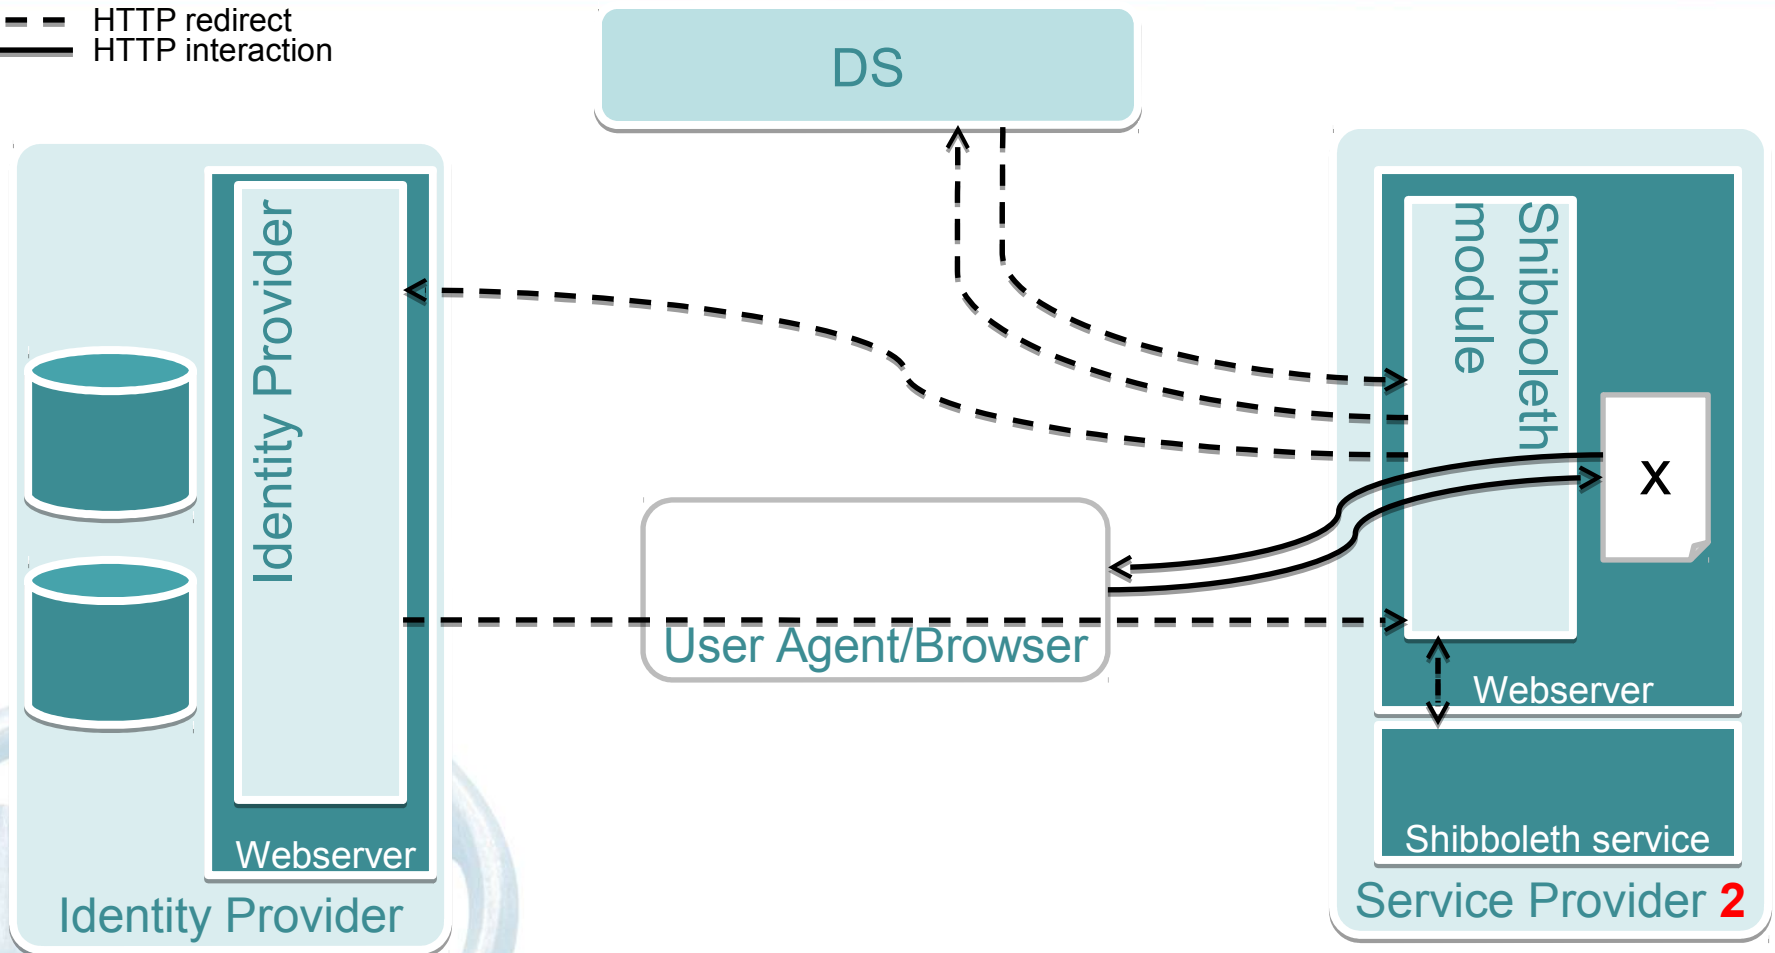 HTTP redirect
HTTP interaction
DS
Identity Provider
Shibboleth
module
X
User Agent/Browser
Webserver
Webserver
Shibboleth service
Identity Provider
Service Provider 2